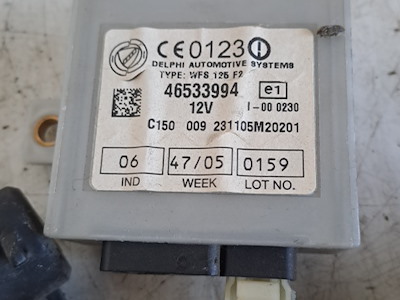 CE0123
DELPHI AUTOMOTIVE SYSTEMS
TYPE: WFS 125 F2
46533994 e1
12V I-00 0230
C150 009 231105M20201
06 47/05 0159
IND WEEK LOT NO.